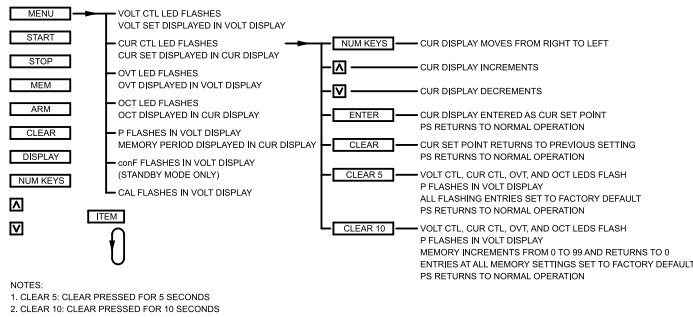 MENU
START
STOP
MEM
ARM
CLEAR
DISPLAY
NUM KEYS
VOLT CTL LED FLASHES
VOLT SET DISPLAYED IN VOLT DISPLAY
CUR CTL LED FLASHES
CUR SET DISPLAYED IN CUR DISPLAY
OVT LED FLASHES
OVT DISPLAYED IN VOLT DISPLAY
OCT LED FLASHES
OCT DISPLAYED IN CUR DISPLAY
P FLASHES IN VOLT DISPLAY
MEMORY PERIOD DISPLAYED IN CUR DISPLAY
conF FLASHES IN VOLT DISPLAY
(STANDBY MODE ONLY)
CAL FLASHES IN VOLT DISPLAY
ITEM
NUM KEYS
CUR DISPLAY MOVES FROM RIGHT TO LEFT
CUR DISPLAY INCREMENTS
CUR DISPLAY DECREMENTS
ENTER
CUR DISPLAY ENTERED AS CUR SET POINT
PS RETURNS TO NORMAL OPERATION
CLEAR
CUR SET POINT RETURNS TO PREVIOUS SETTING
PS RETURNS TO NORMAL OPERATION
CLEAR 5
VOLT CTL, CUR CTL, OVT, AND OCT LEDS FLASH
P FLASHES IN VOLT DISPLAY
ALL FLASHING ENTRIES SET TO FACTORY DEFAULT
PS RETURNS TO NORMAL OPERATION
CLEAR 10
VOLT CTL, CUR CTL, OVT, AND OCT LEDS FLASH
P FLASHES IN VOLT DISPLAY
MEMORY INCREMENTS FROM 0 TO 99 AND RETURNS TO 0
ENTRIES AT ALL MEMORY SETTINGS SET TO FACTORY DEFAULT
PS RETURNS TO NORMAL OPERATION
NOTES:
1. CLEAR 5: CLEAR PRESSED FOR 5 SECONDS
2. CLEAR 10: CLEAR PRESSED FOR 10 SECONDS